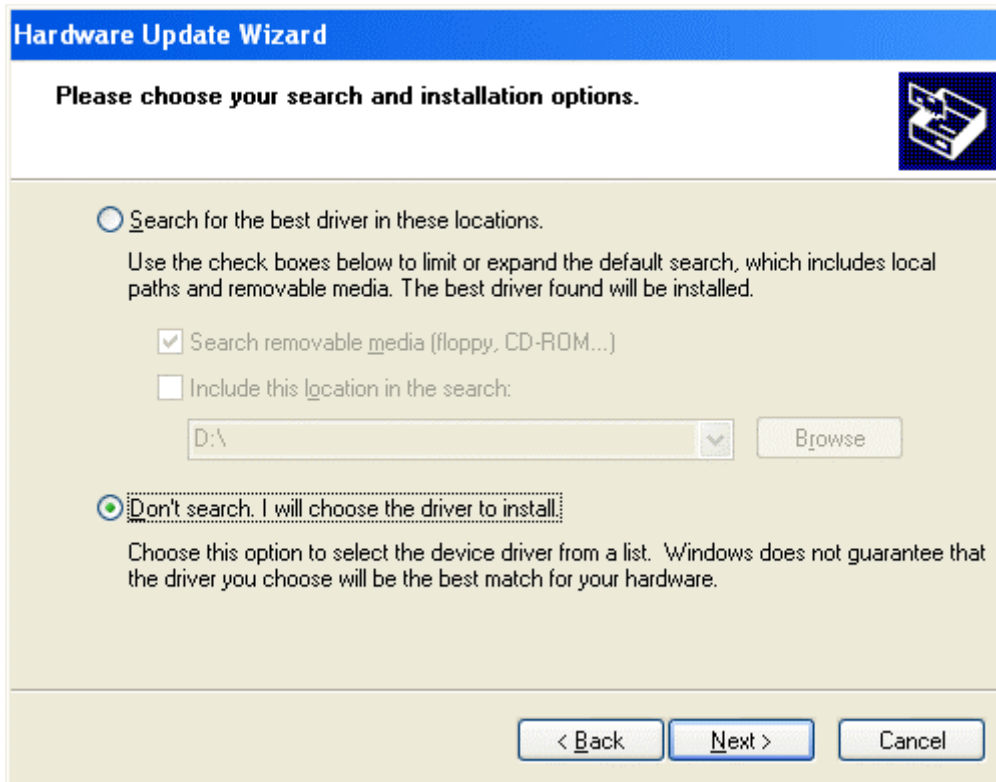 Hardware Update Wizard
Please choose your search and installation options.
Search for the best driver in these locations.
Use the check boxes below to limit or expand the default search, which includes local
paths and removable media. The best driver found will be installed.
Search removable media (floppy, CD-ROM...)
Include this location in the search:
D:\
Browse
Don't search. I will choose the driver to install.
Choose this option to select the device driver from a list.  Windows does not guarantee that
the driver you choose will be the best match for your hardware.
< Back
Next >
Cancel